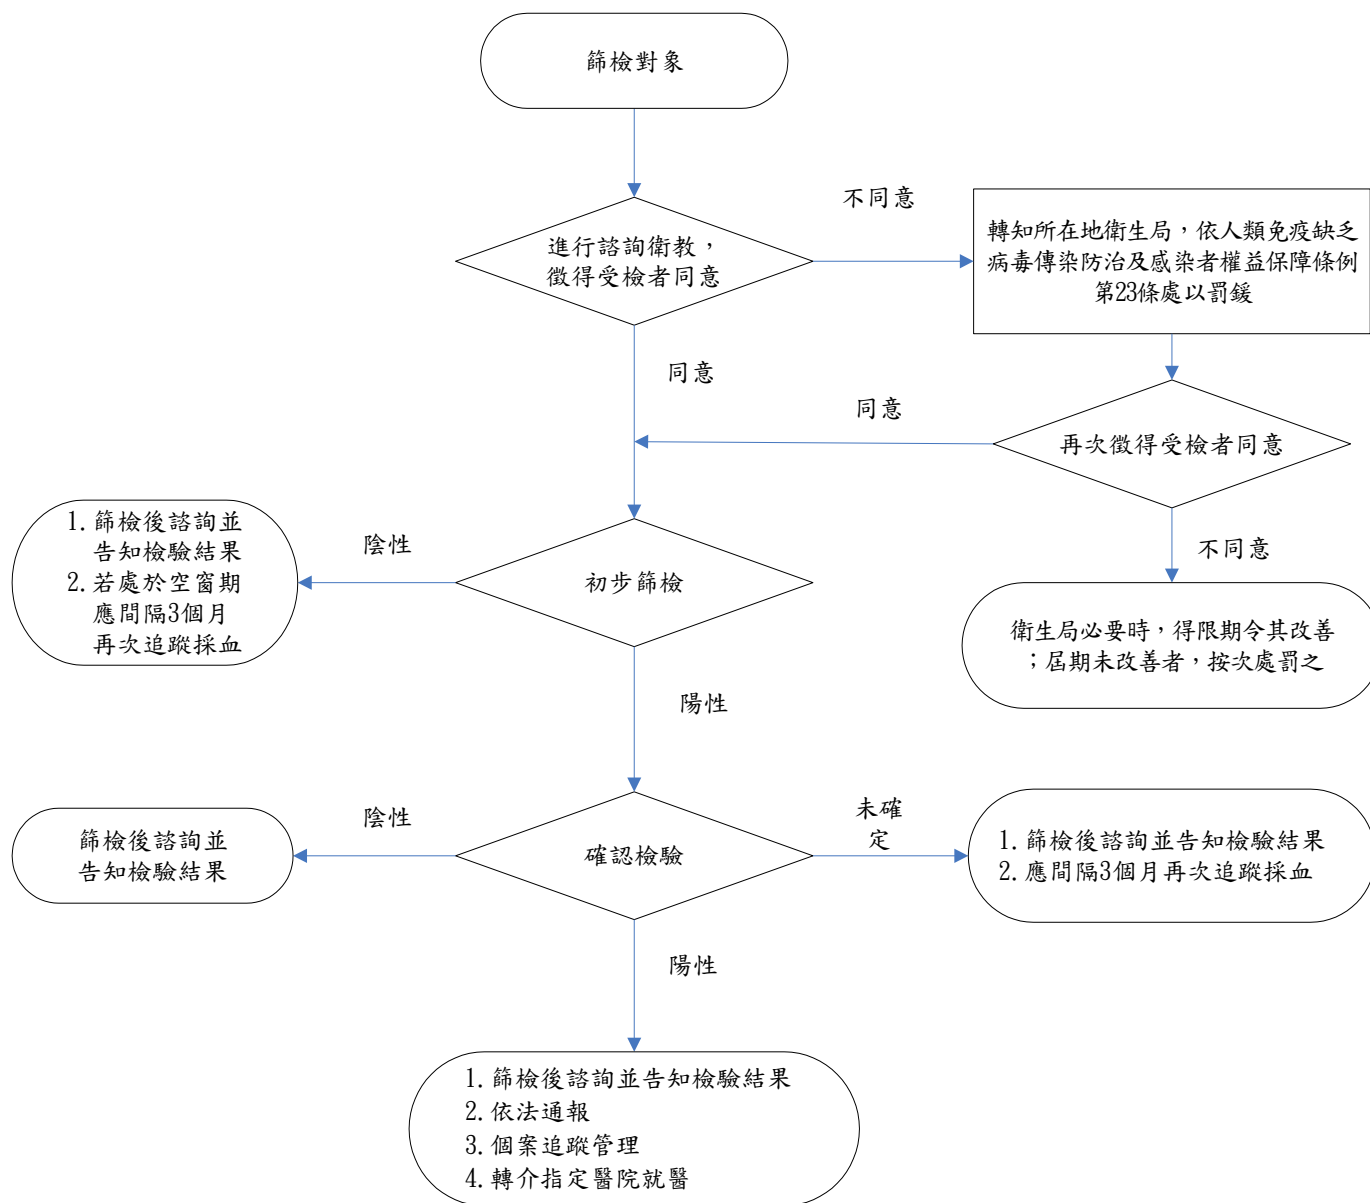 篩檢對象
不同意
進行諮詢衛教，
徵得受檢者同意
轉知所在地衛生局，依人類免疫缺乏
病毒傳染防治及感染者權益保障條例
第23條處以罰鍰
同意
同意
再次徵得受檢者同意
1.篩檢後諮詢並
告知檢驗結果
2.若處於空窗期
應間隔3個月
再次追蹤採血
陰性
初步篩檢
不同意
衛生局必要時，得限期令其改善
；屆期未改善者，按次處罰之
陽性
篩檢後諮詢並
告知檢驗結果
陰性
確認檢驗
未確
定
1.篩檢後諮詢並告知檢驗結果
2.應間隔3個月再次追蹤採血
陽性
1.篩檢後諮詢並告知檢驗結果
2.依法通報
3.個案追蹤管理
4.轉介指定醫院就醫